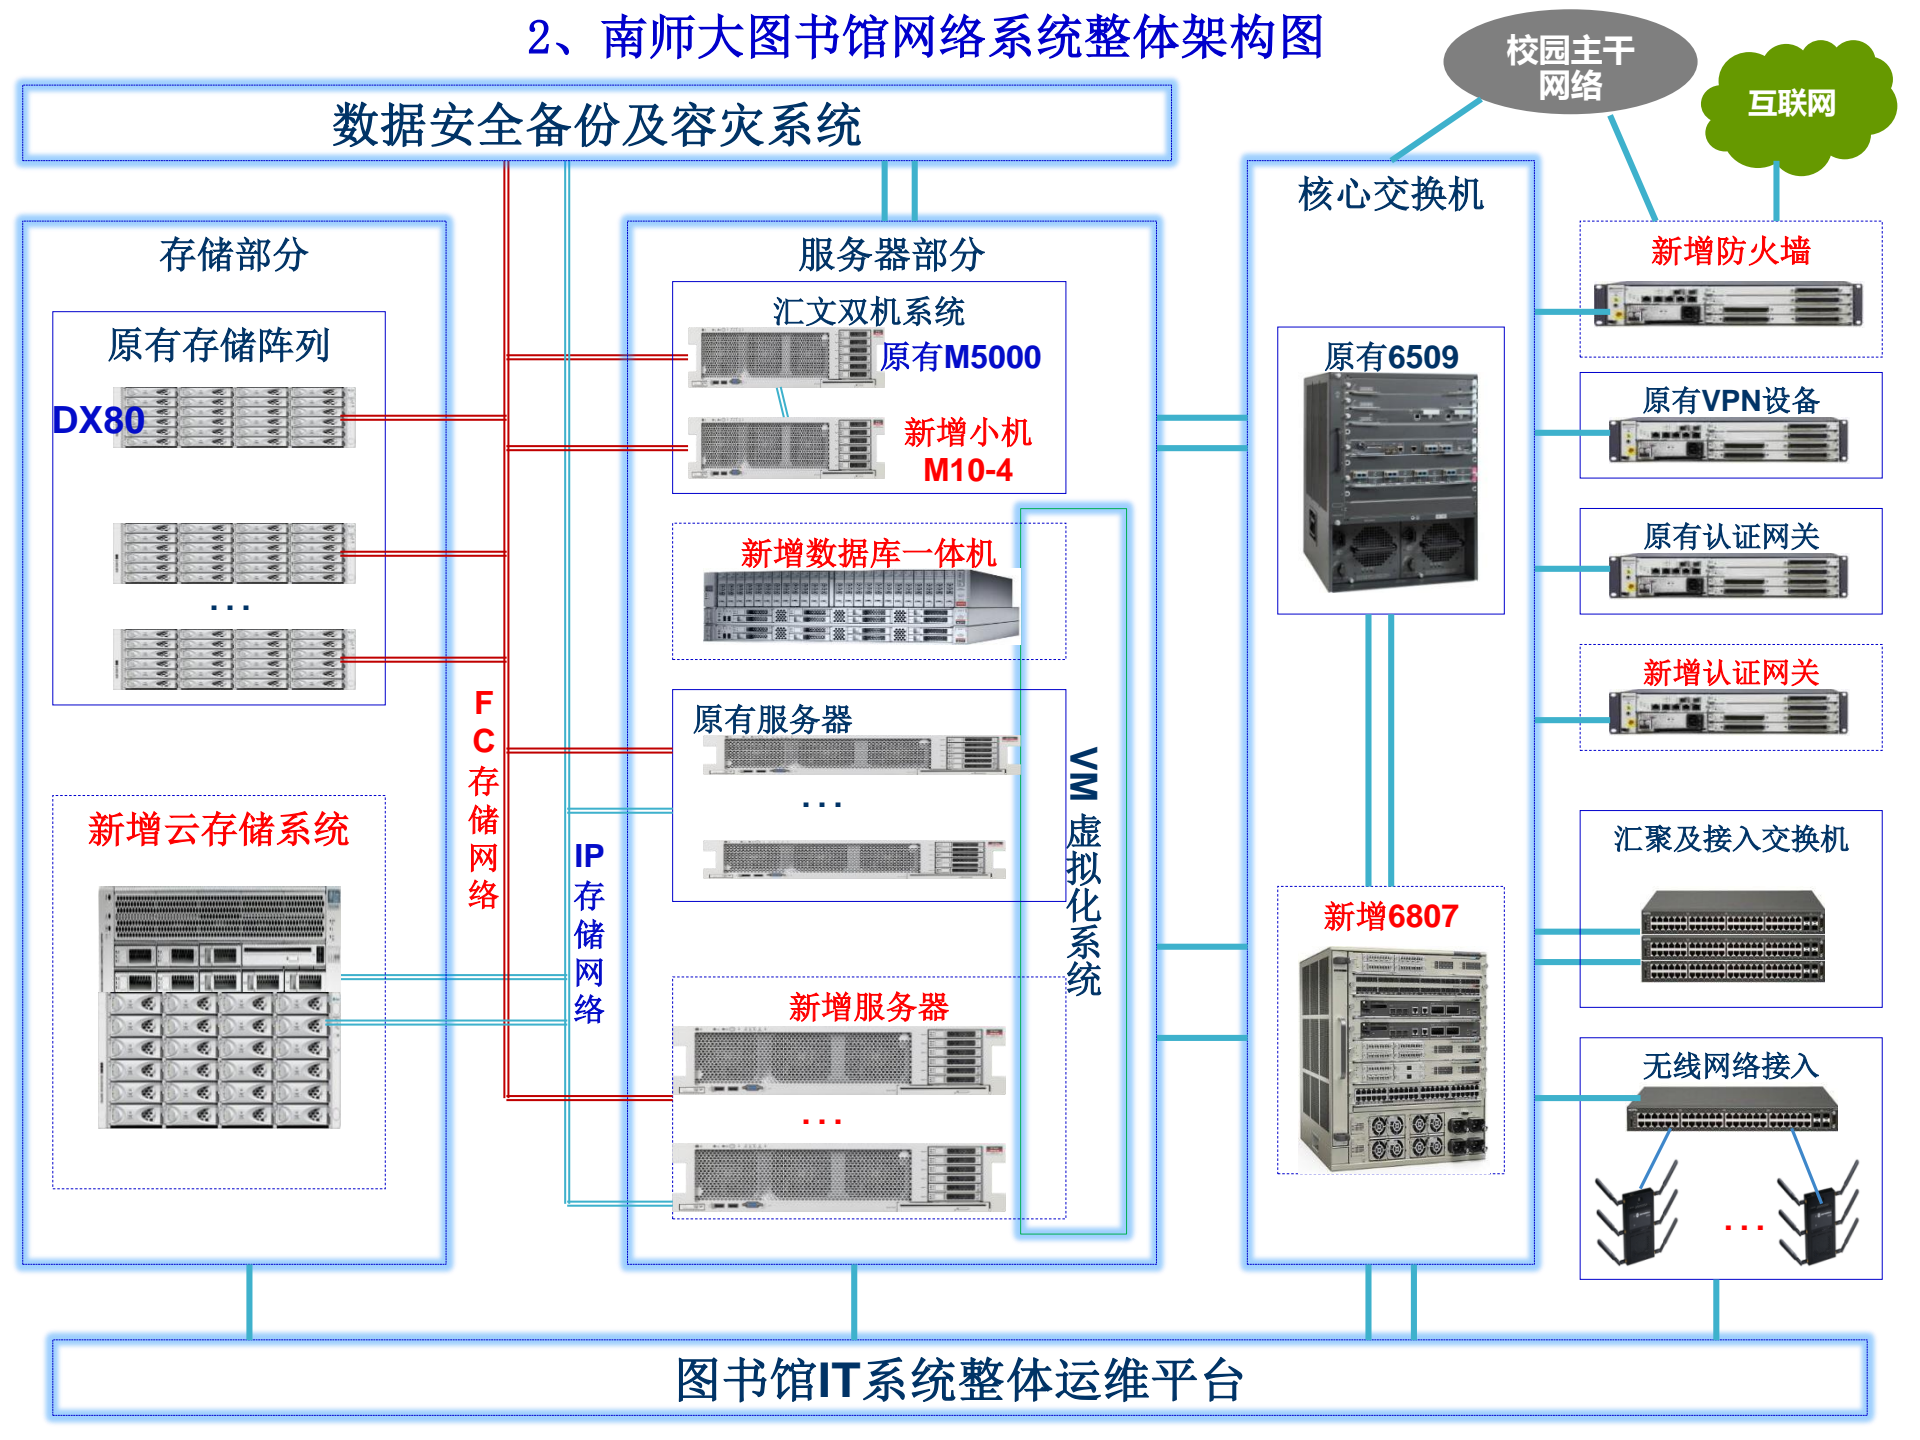 2、南师大图书馆网络系统整体架构图
校园主干
网络
互联网
数据安全备份及容灾系统
存储部分
原有存储阵列
DX80
...
新增云存储系统
F
C
存
储
网
络
IP
存
储
网
络
服务器部分
汇文双机系统
原有M5000
新增小机
M10-4
新增数据库一体机
原有服务器
...
新增服务器
...
VM 虚拟化系统
核心交换机
原有6509
新增6807
新增防火墙
原有VPN设备
原有认证网关
新增认证网关
汇聚及接入交换机
无线网络接入
...
图书馆IT系统整体运维平台